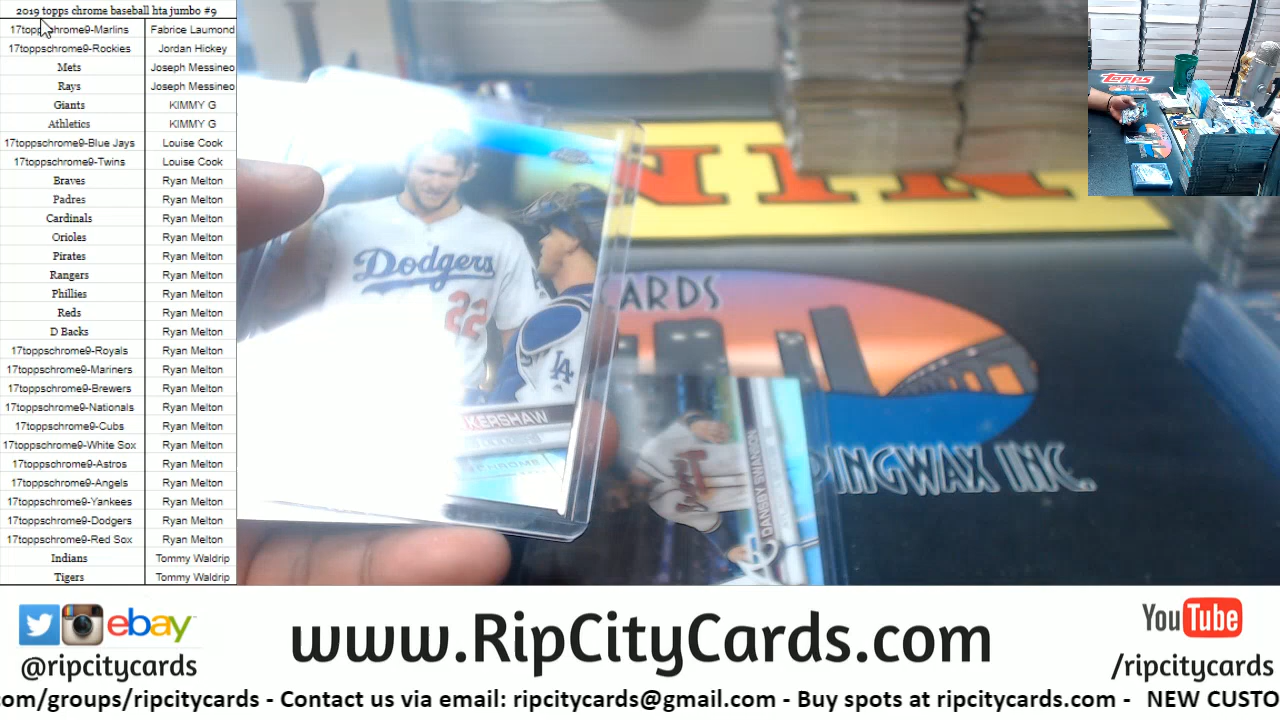 2019 topps chrome baseball hta jumbo #9
17toppschrome9-Marlins Fabrice Laumond
17toppschrome9-Rockies Jordan Hickey
Mets Joseph Messineo
Rays Joseph Messineo
Giants KIMMY G
Athletics KIMMY G
17toppschrome9-Blue Jays Louise Cook
17toppschrome9-Twins Louise Cook
Braves Ryan Melton
Padres Ryan Melton
Cardinals Ryan Melton
Orioles Ryan Melton
Pirates Ryan Melton
Rangers Ryan Melton
Phillies Ryan Melton
Reds Ryan Melton
D Backs Ryan Melton
17toppschrome9-Royals Ryan Melton
17toppschrome9-Mariners Ryan Melton
17toppschrome9-Brewers Ryan Melton
17toppschrome9-Nationals Ryan Melton
17toppschrome9-Cubs Ryan Melton
17toppschrome9-White Sox Ryan Melton
17toppschrome9-Astros Ryan Melton
17toppschrome9-Angels Ryan Melton
17toppschrome9-Yankees Ryan Melton
17toppschrome9-Dodgers Ryan Melton
17toppschrome9-Red Sox Ryan Melton
Indians Tommy Waldrip
Tigers Tommy Waldrip
topps
Dodgers
22
LA
KERSHAW
CHROME
ARDS
PINGWAX INC.
DANSBY SWANSON
ebay
@ripcitycards
www.RipCityCards.com
YouTube
/ripcitycards
com/groups/ripcitycards - Contact us via email: ripcitycards@gmail.com - Buy spots at ripcitycards.com - NEW CUSTO